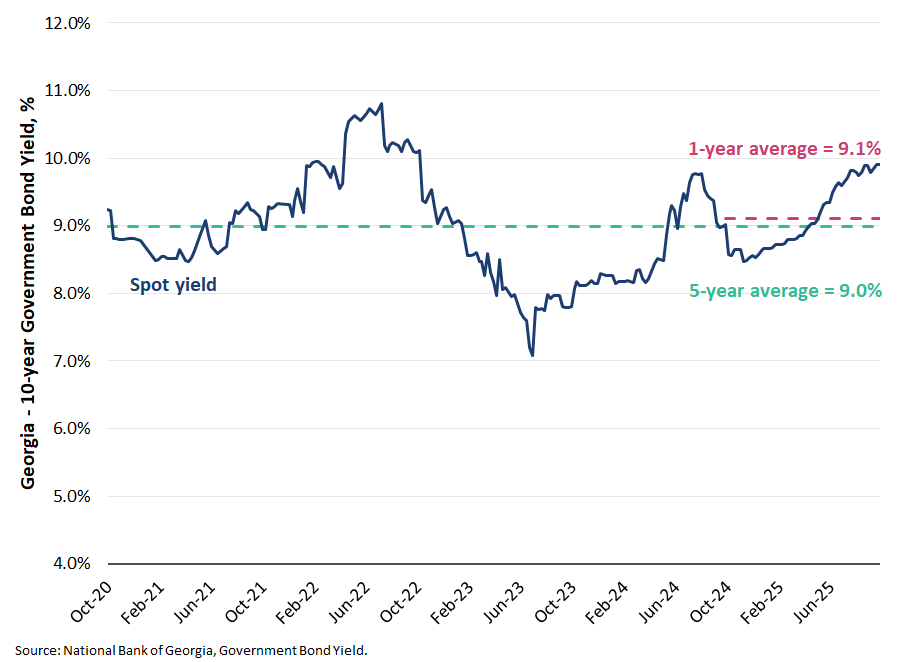 Georgia - 10-year Government Bond Yield, %
12.0%
11.0%
10.0%
9.0%
8.0%
7.0%
6.0%
5.0%
4.0%
1-year average = 9.1%
Spot yield
5-year average = 9.0%
Oct-20
Feb-21
Jun-21
Oct-21
Feb-22
Jun-22
Oct-22
Feb-23
Jun-23
Oct-23
Feb-24
Jun-24
Oct-24
Feb-25
Jun-25
Source: National Bank of Georgia, Government Bond Yield.